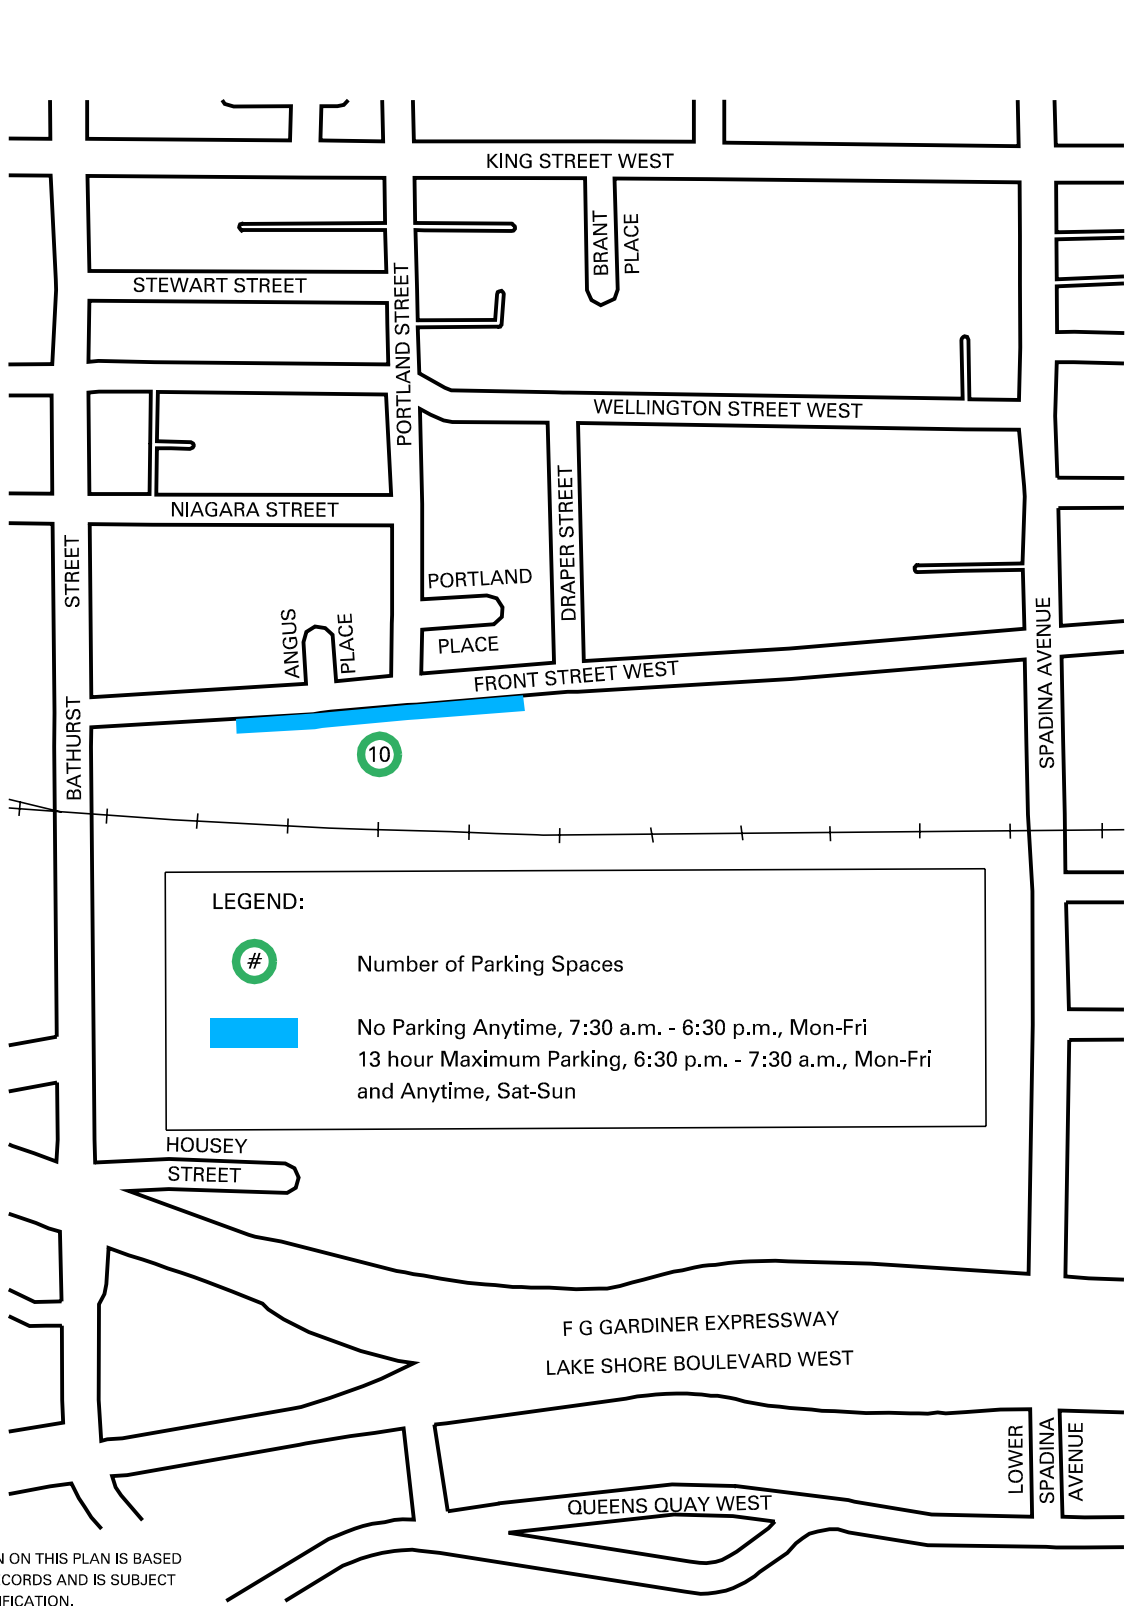 KING STREET WEST
BRANT
PLACE
STEWART STREET
PORTLAND STREET
WELLINGTON STREET WEST
NIAGARA STREET
DRAPER STREET
STREET
PORTLAND
PLACE
ANGUS
PLACE
FRONT STREET WEST
SPADINA AVENUE
BATHURST
10
LEGEND:
# Number of Parking Spaces
No Parking Anytime, 7:30 a.m. - 6:30 p.m., Mon-Fri
13 hour Maximum Parking, 6:30 p.m. - 7:30 a.m., Mon-Fri
and Anytime, Sat-Sun
HOUSEY
STREET
F G GARDINER EXPRESSWAY
LAKE SHORE BOULEVARD WEST
LOWER
SPADINA
AVENUE
QUEENS QUAY WEST
N ON THIS PLAN IS BASED
CORDS AND IS SUBJECT
IFICATION.